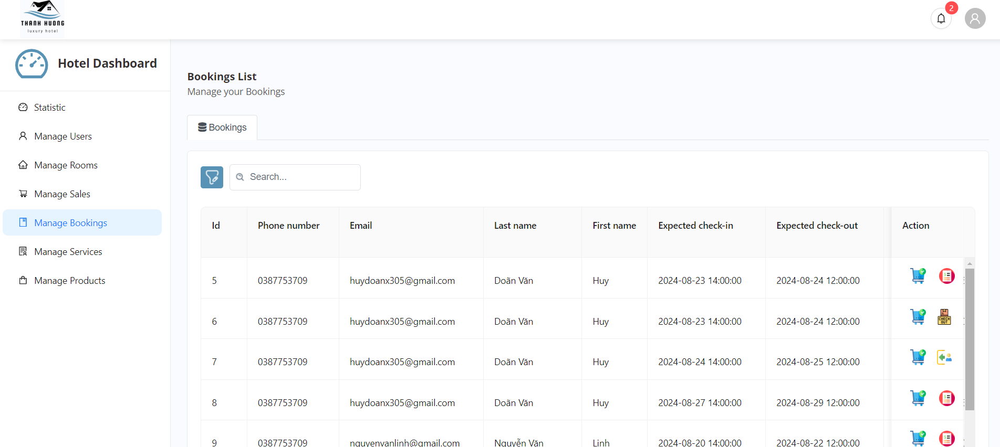 THANH HUONG
luxury hotel
2
Hotel Dashboard
Statistic
Manage Users
Manage Rooms
Manage Sales
Manage Bookings
Manage Services
Manage Products
Bookings List
Manage your Bookings
Bookings
Search...
Id Phone number Email Last name First name Expected check-in Expected check-out Action
5 0387753709 huydoanx305@gmail.com Doãn Văn Huy 2024-08-23 14:00:00 2024-08-24 12:00:00
6 0387753709 huydoanx305@gmail.com Doãn Văn Huy 2024-08-23 14:00:00 2024-08-24 12:00:00 CHECK OUT
7 0387753709 huydoanx305@gmail.com Doãn Văn Huy 2024-08-24 14:00:00 2024-08-25 12:00:00
8 0387753709 huydoanx305@gmail.com Doãn Văn Huy 2024-08-27 14:00:00 2024-08-29 12:00:00
9 0387753709 nguyenvanlinh@gmail.com Nguyễn Văn Linh 2024-08-20 14:00:00 2024-08-22 12:00:00